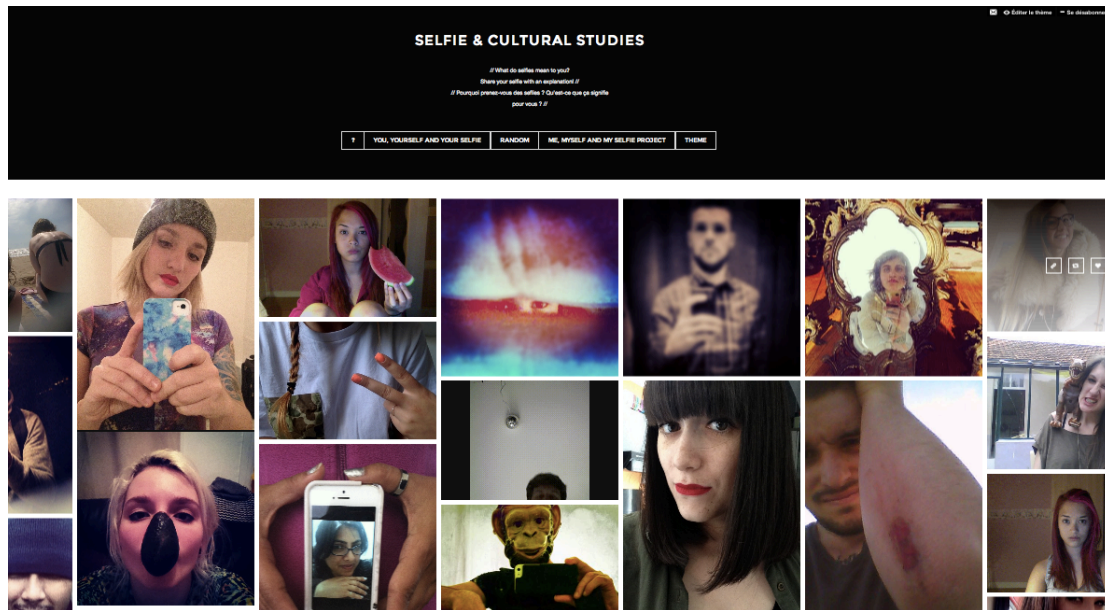 Éditer le thème
Se désabonner
SELFIE & CULTURAL STUDIES
// What do selfies mean to you?
Share your selfie with an explanation! //
// Pourquoi prenez-vous des selfies ? Qu'est-ce que ça signifie
pour vous ? //
?
YOU, YOURSELF AND YOUR SELFIE
RANDOM
ME, MYSELF AND MY SELFIE PROJECT
THEME